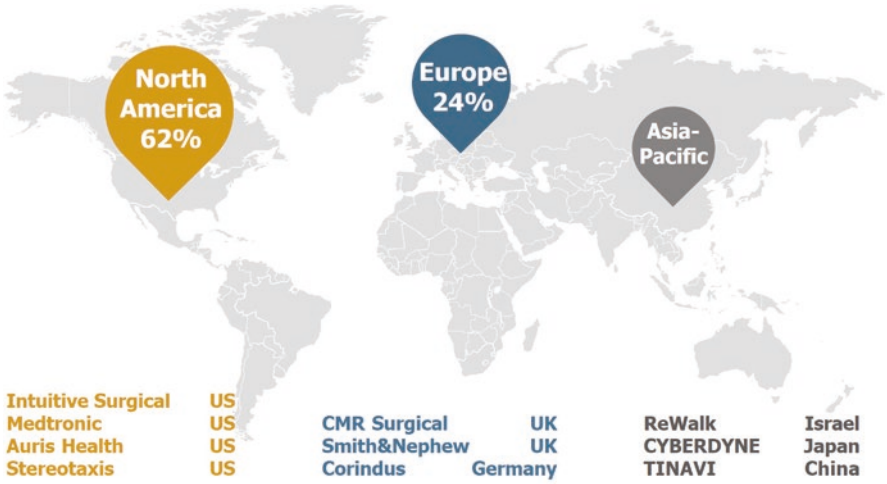 North
America
62%
Europe
24%
Asia-
Pacific
Intuitive Surgical US
Medtronic US
Auris Health US
Stereotaxis US
CMR Surgical UK
Smith&Nephew UK
Corindus Germany
ReWalk Israel
CYBERDYNE Japan
TINAVI China